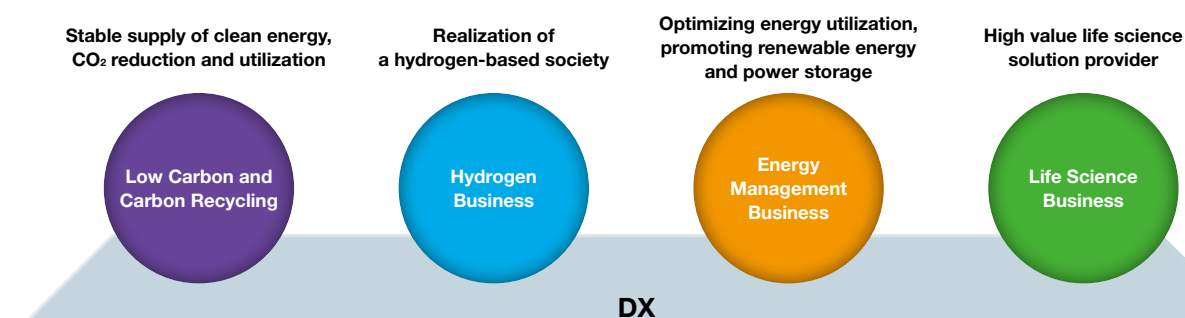 Stable supply of clean energy,
CO₂ reduction and utilization
Realization of
a hydrogen-based society
Optimizing energy utilization,
promoting renewable energy
and power storage
High value life science
solution provider
Low Carbon and
Carbon Recycling
Hydrogen
Business
Energy
Management
Business
Life Science
Business
DX